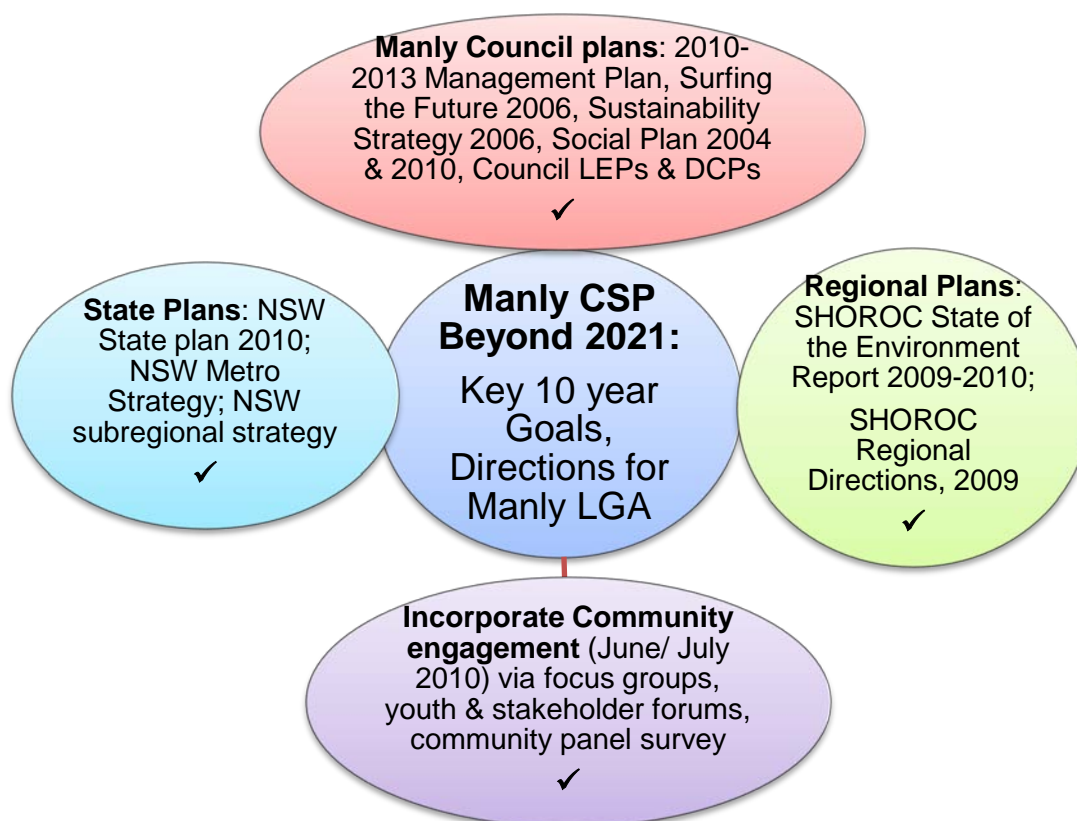 Manly Council plans: 2010-
2013 Management Plan, Surfing
the Future 2006, Sustainability
Strategy 2006, Social Plan 2004
& 2010, Council LEPs & DCPs
✓
State Plans: NSW
State plan 2010;
NSW Metro
Strategy; NSW
subregional strategy
✓
Manly CSP
Beyond 2021:
Key 10 year
Goals,
Directions for
Manly LGA
Regional Plans:
SHOROC State of
the Environment
Report 2009-2010;
SHOROC
Regional
Directions, 2009
✓
Incorporate Community
engagement (June/ July
2010) via focus groups,
youth & stakeholder forums,
community panel survey
✓